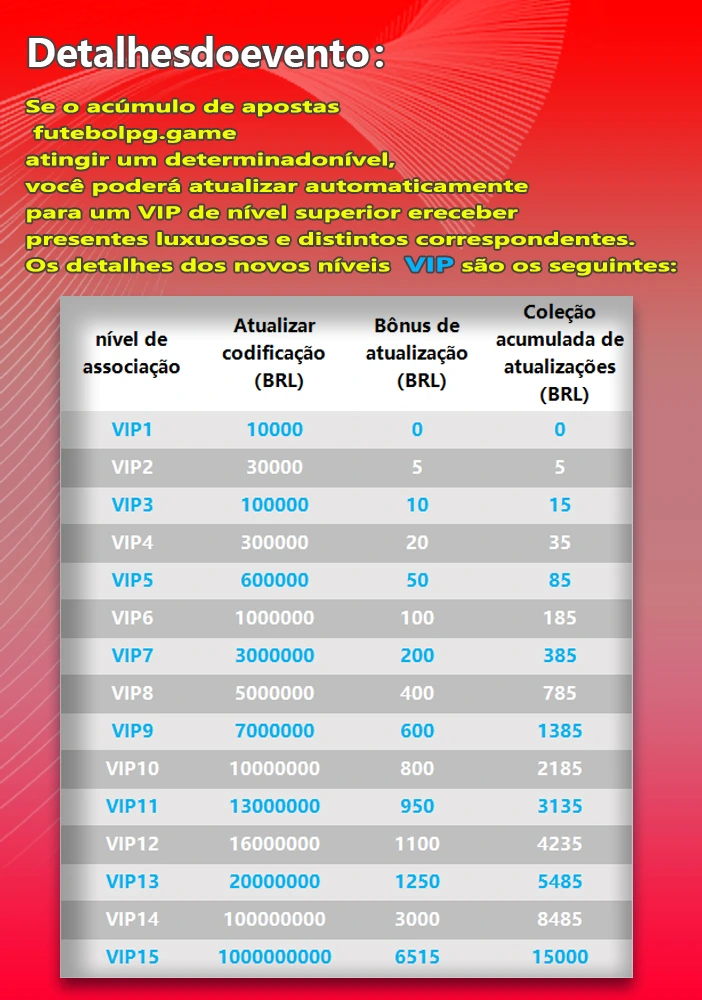 Detalhesdoevento:
Se o acúmulo de apostas
futebolpg.game
atingir um determinadonível,
você poderá atualizar automaticamente
para um VIP de nível superior ereceber
presentes luxuosos e distintos correspondentes.
Os detalhes dos novos níveis VIP são os seguintes:
nível de associação Atualizar codificação (BRL) Bônus de atualização (BRL) Coleção acumulada de atualizações (BRL)
VIP1 10000 0 0
VIP2 30000 5 5
VIP3 100000 10 15
VIP4 300000 20 35
VIP5 600000 50 85
VIP6 1000000 100 185
VIP7 3000000 200 385
VIP8 5000000 400 785
VIP9 7000000 600 1385
VIP10 10000000 800 2185
VIP11 13000000 950 3135
VIP12 16000000 1100 4235
VIP13 20000000 1250 5485
VIP14 100000000 3000 8485
VIP15 1000000000 6515 15000